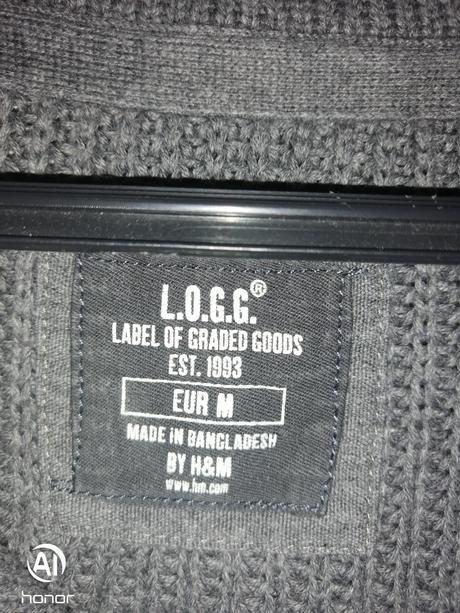 L.O.G.G.®
LABEL OF GRADED GOODS
EST. 1993
EUR M
MADE IN BANGLADESH
BY H&M
www.hm.com
AI
honor